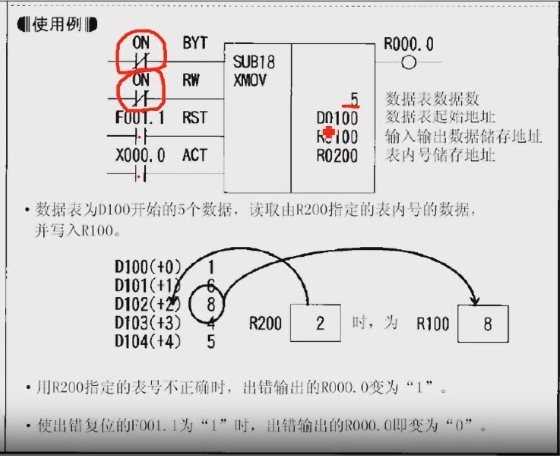 使用例
ON BYT R000.0
SUB18
ON RW XMOV
5 数据表数据数
F001.1 RST D0100 数据表起始地址
R0100 输入输出数据储存地址
X000.0 ACT R0200 表内号储存地址
・数据表为D100开始的5个数据，读取由R200指定的表内号的数据，
并写入R100。
D100(+0) 1
D101(+1) 6
D102(+2) 8
D103(+3) 4
D104(+4) 5
R200 2 时，为 R100 8
・用R200指定的表号不正确时，出错输出的R000.0变为“1”。
・使出错复位的F001.1为“1”时，出错输出的R000.0即变为“0”。